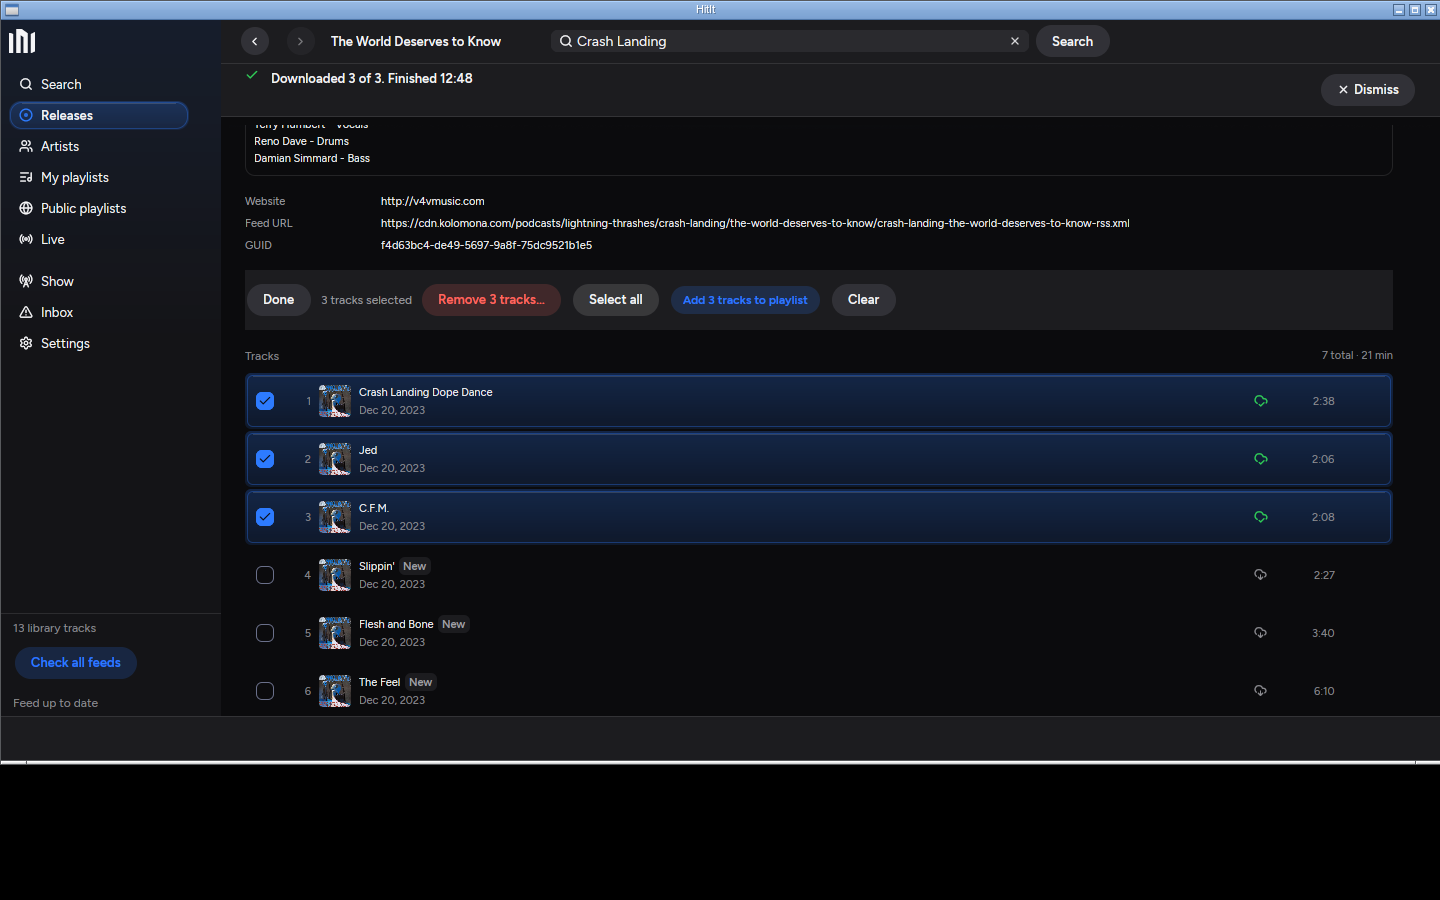 HitIt
The World Deserves to Know
Crash Landing
Search
Search
Downloaded 3 of 3. Finished 12:48
Dismiss
Releases
Artists
My playlists
Public playlists
Live
Show
Inbox
Settings
13 library tracks
Check all feeds
Feed up to date
Terry Humbert - Vocals
Reno Dave - Drums
Damian Simmard - Bass
Website http://v4vmusic.com
Feed URL https://cdn.kolomona.com/podcasts/lightning-thrashes/crash-landing/the-world-deserves-to-know/crash-landing-the-world-deserves-to-know-rss.xml
GUID f4d63bc4-de49-5697-9a8f-75dc9521b1e5
Done 3 tracks selected Remove 3 tracks... Select all Add 3 tracks to playlist Clear
Tracks 7 total · 21 min
1 Crash Landing Dope Dance 2:38
Dec 20, 2023
2 Jed 2:06
Dec 20, 2023
3 C.F.M. 2:08
Dec 20, 2023
4 Slippin' New 2:27
Dec 20, 2023
5 Flesh and Bone New 3:40
Dec 20, 2023
6 The Feel New 6:10
Dec 20, 2023